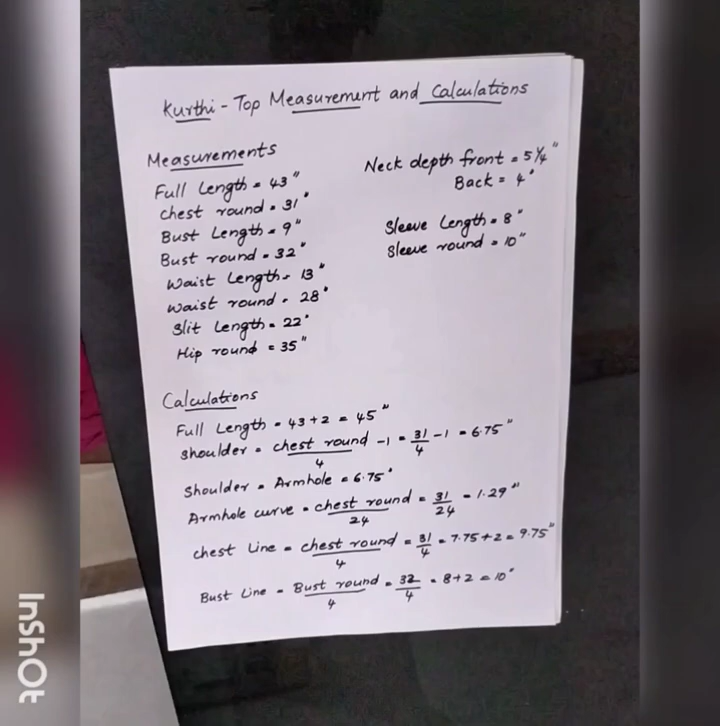 Kurthi - Top Measurement and Calculations
Measurements
Full Length = 43"
chest round = 31"
Bust Length = 9"
Bust round = 32"
Waist Length = 13"
Waist round = 28"
Slit Length = 22"
Hip round = 35"
Neck depth front = 5 1/4"
Back = 4"
Sleeve Length = 8"
Sleeve round = 10"
Calculations
Full Length = 43+2 = 45"
Shoulder = chest round/4 -1 = 31/4 -1 = 6.75"
Shoulder = Armhole = 6.75"
Armhole curve = chest round/24 = 31/24 = 1.29"
chest Line = chest round/4 = 31/4 = 7.75+2 = 9.75"
Bust Line = Bust round/4 = 32/4 = 8+2 = 10"
InShOt